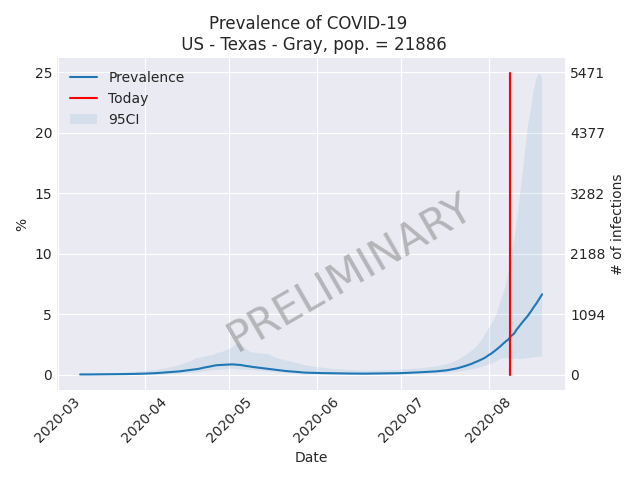 Prevalence of COVID-19
US - Texas - Gray, pop. = 21886
Prevalence
Today
95CI
25
20
15
10
5
0
%
5471
4377
3282
2188
1094
0
# of infections
PRELIMINARY
2020-03
2020-04
2020-05
2020-06
2020-07
2020-08
Date